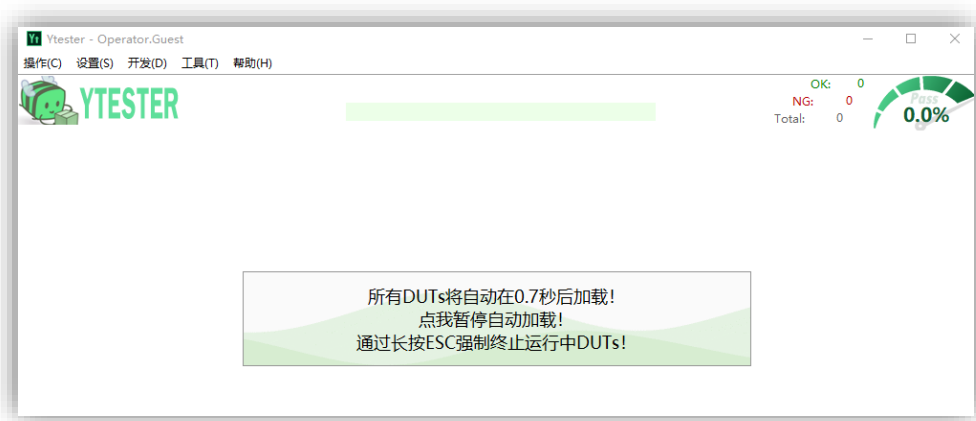 Yt Ytester - Operator.Guest
操作(C) 设置(S) 开发(D) 工具(T) 帮助(H)
YTESTER
OK: 0
NG: 0
Total: 0
Pass
0.0%
所有DUTs将自动在0.7秒后加载!
点我暂停自动加载!
通过长按ESC强制终止运行中DUTs!